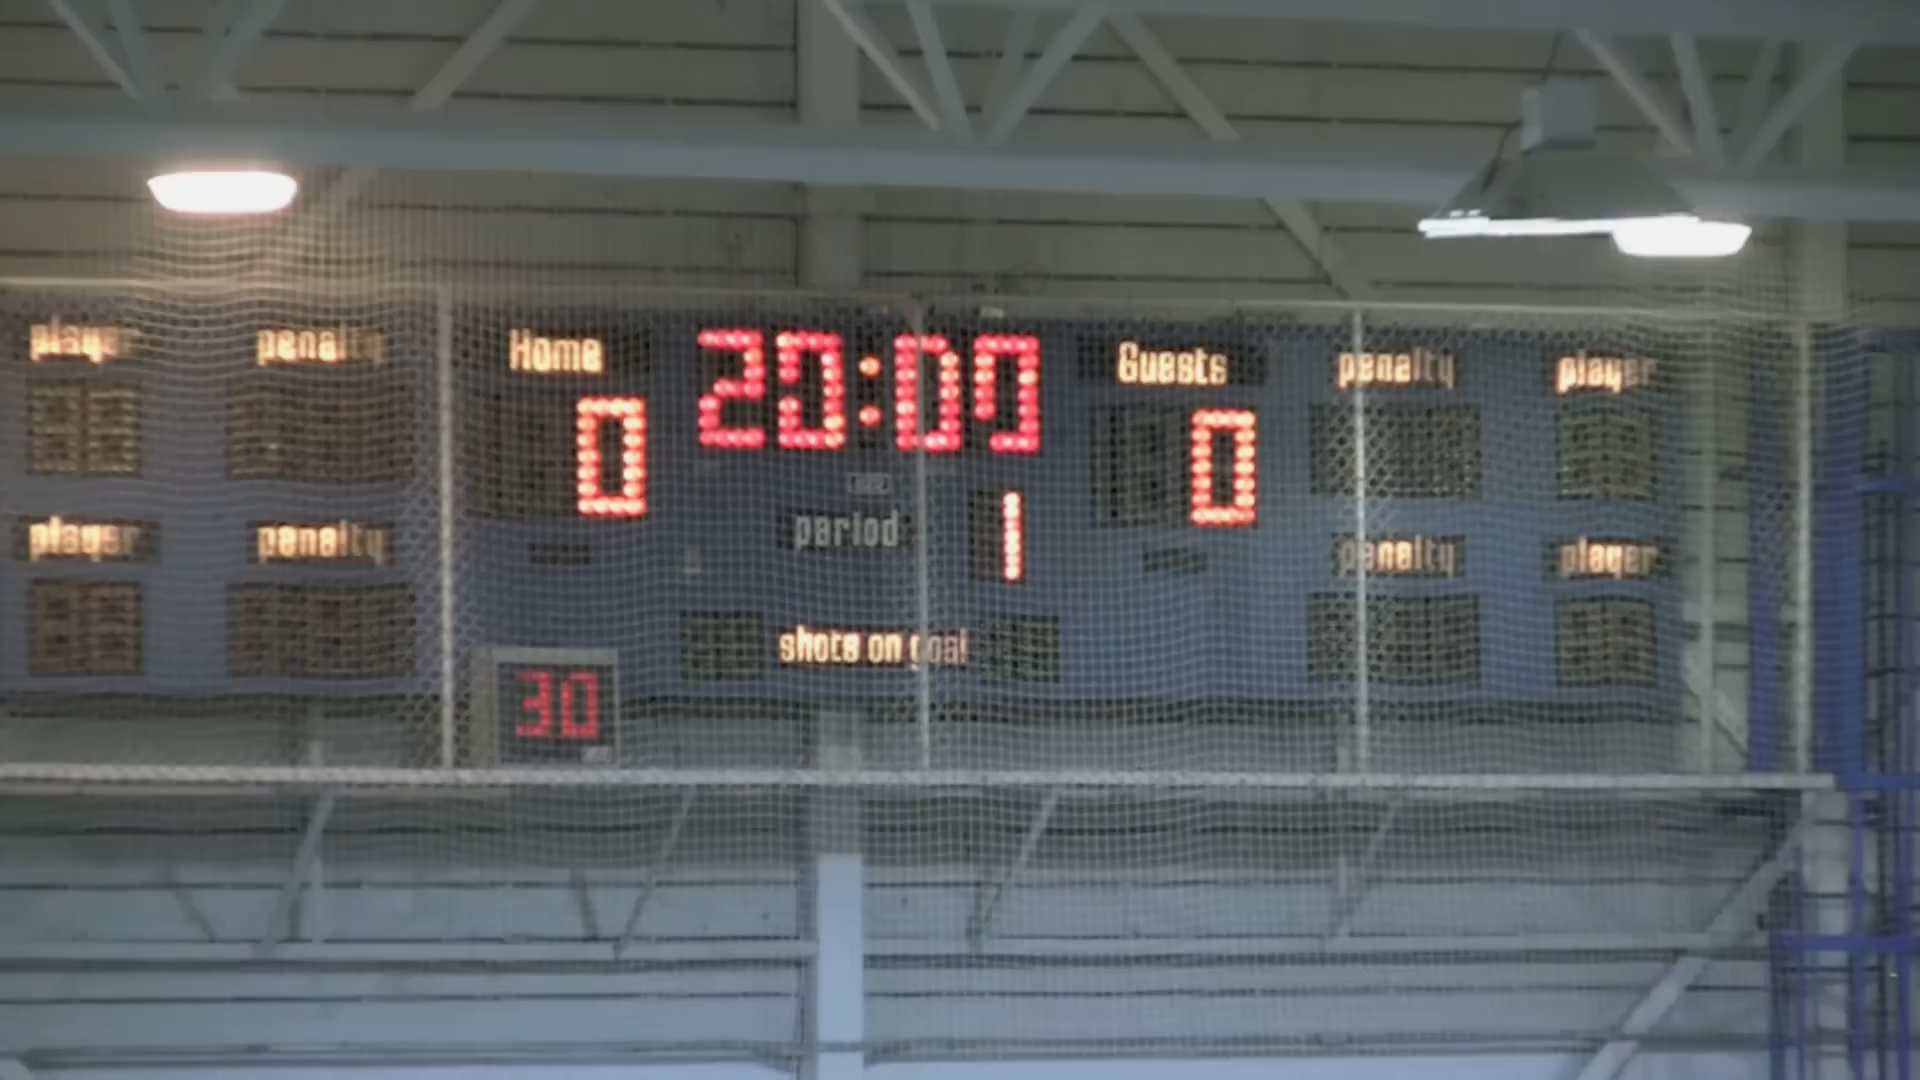 player penalty Home 20:00 Guests penalty player
0 0
period 1
player penalty penalty player
shots on goal
30